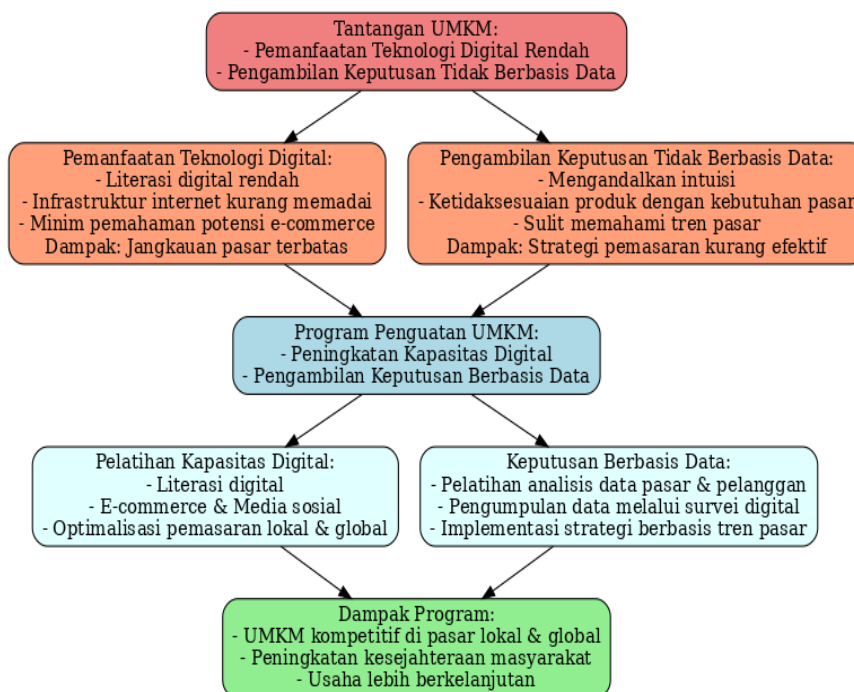 Tantangan UMKM:
- Pemanfaatan Teknologi Digital Rendah
- Pengambilan Keputusan Tidak Berbasis Data
Pemanfaatan Teknologi Digital:
- Literasi digital rendah
- Infrastruktur internet kurang memadai
- Minim pemahaman potensi e-commerce
Dampak: Jangkauan pasar terbatas
Pengambilan Keputusan Tidak Berbasis Data:
- Mengandalkan intuisi
- Ketidaksesuaian produk dengan kebutuhan pasar
- Sulit memahami tren pasar
Dampak: Strategi pemasaran kurang efektif
Program Penguatan UMKM:
- Peningkatan Kapasitas Digital
- Pengambilan Keputusan Berbasis Data
Pelatihan Kapasitas Digital:
- Literasi digital
- E-commerce & Media sosial
- Optimalisasi pemasaran lokal & global
Keputusan Berbasis Data:
- Pelatihan analisis data pasar & pelanggan
- Pengumpulan data melalui survei digital
- Implementasi strategi berbasis tren pasar
Dampak Program:
- UMKM kompetitif di pasar lokal & global
- Peningkatan kesejahteraan masyarakat
- Usaha lebih berkelanjutan